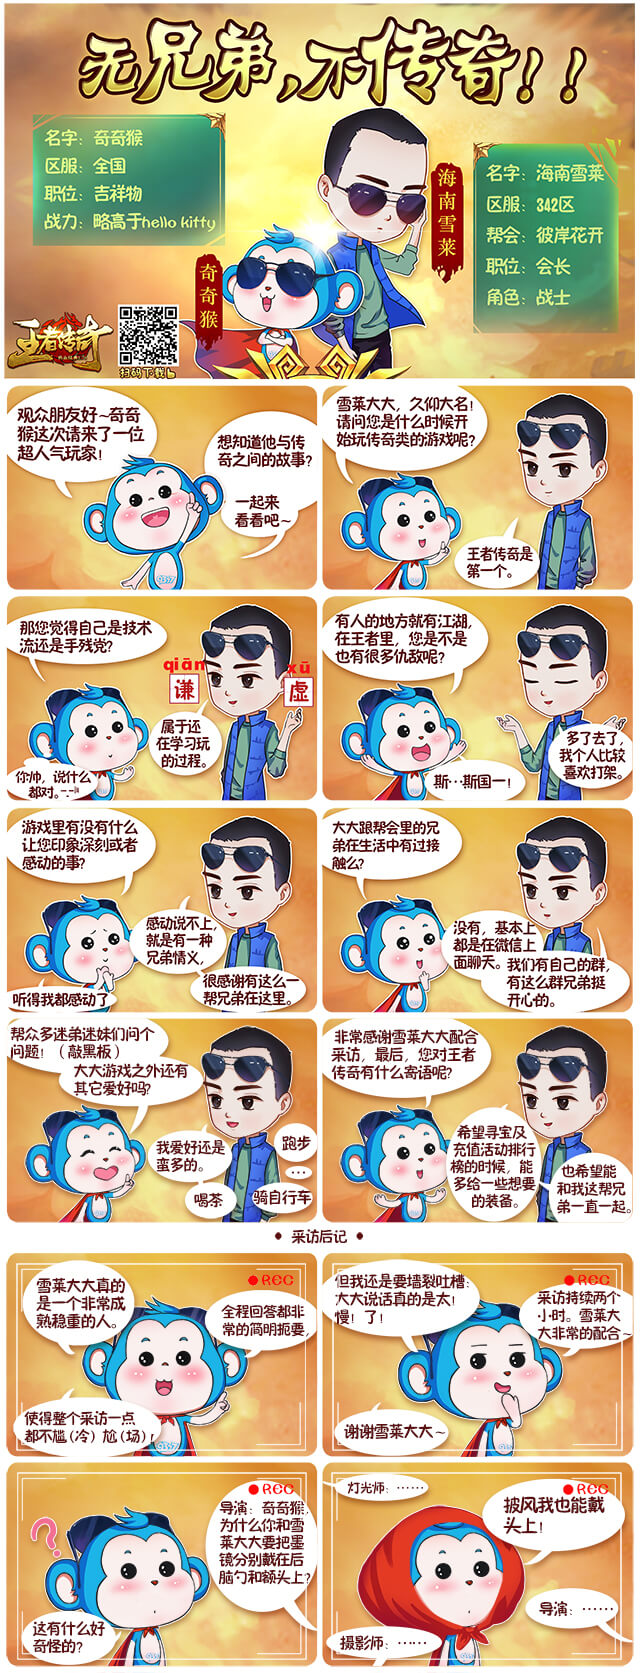 无兄弟,不传奇!!
名字:奇奇猴
区服:全国
职位:吉祥物
战力:略高于hello kitty
海南雪莱
名字:海南雪莱
区服:342区
帮会:彼岸花开
职位:会长
角色:战士
奇奇猴
王者传奇
扫码下载
观众朋友好~奇奇
猴这次请来了一位
超人气玩家!
想知道他与传
奇之间的故事?
一起来
看看吧~
雪莱大大,久仰大名!
请问您是什么时候开
始玩传奇类的游戏呢?
王者传奇是
第一个。
那您觉得自己是技术
流还是手残党?
qiān xū
谦 虚
属于还
在学习玩
的过程。
你帅,说什么
都对。-.-ll
有人的地方就有江湖,
在王者里,您是不是
也有很多仇敌呢?
斯…斯国一!
多了去了,
我个人比较
喜欢打架。
游戏里有没有什么
让您印象深刻或者
感动的事?
感动说不上,
就是有一种
兄弟情义,
很感谢有这么一
帮兄弟在这里。
听得我都感动了
大大跟帮会里的兄
弟在生活中有过接
触么?
没有,基本上
都是在微信上
面聊天。
我们有自己的群,
有这么群兄弟挺
开心的。
帮众多迷弟迷妹们问个
问题!(敲黑板)
大大游戏之外还有
其它爱好吗?
我爱好还是
蛮多的。
跑步
……
喝茶
骑自行车
非常感谢雪莱大大配合
采访,最后,您对王者
传奇有什么寄语呢?
希望寻宝及
充值活动排行
榜的时候,能
多给一些想要
的装备。
也希望能
和我这帮兄
弟一直一起。
• 采访后记 •
REC
雪莱大大真的
是一个非常成
熟稳重的人。
全程回答都非
常的简明扼要,
使得整个采访一点
都不尴(冷)尬(场)!
REC
但我还是要墙裂吐槽:
大大说话真的是太!
慢!了!
采访持续两个
小时。雪莱大
大非常的配合~
谢谢雪莱大大~
REC
?
导演:奇奇猴,
为什么你和雪
莱大大要把墨
镜分别戴在后
脑勺和额头上?
这有什么好
奇怪的?
REC
灯光师:……
披风我也能戴
头上!
导演:……
摄影师:……